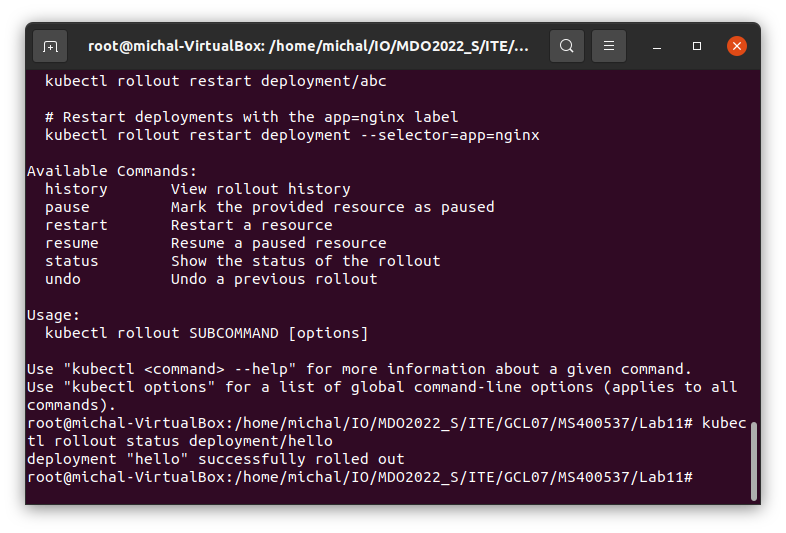 root@michal-VirtualBox: /home/michal/IO/MDO2022_S/ITE/...
kubectl rollout restart deployment/abc
# Restart deployments with the app=nginx label
kubectl rollout restart deployment --selector=app=nginx
Available Commands:
history View rollout history
pause Mark the provided resource as paused
restart Restart a resource
resume Resume a paused resource
status Show the status of the rollout
undo Undo a previous rollout
Usage:
kubectl rollout SUBCOMMAND [options]
Use "kubectl <command> --help" for more information about a given command.
Use "kubectl options" for a list of global command-line options (applies to all
commands).
root@michal-VirtualBox:/home/michal/IO/MDO2022_S/ITE/GCL07/MS400537/Lab11# kubec
tl rollout status deployment/hello
deployment "hello" successfully rolled out
root@michal-VirtualBox:/home/michal/IO/MDO2022_S/ITE/GCL07/MS400537/Lab11#